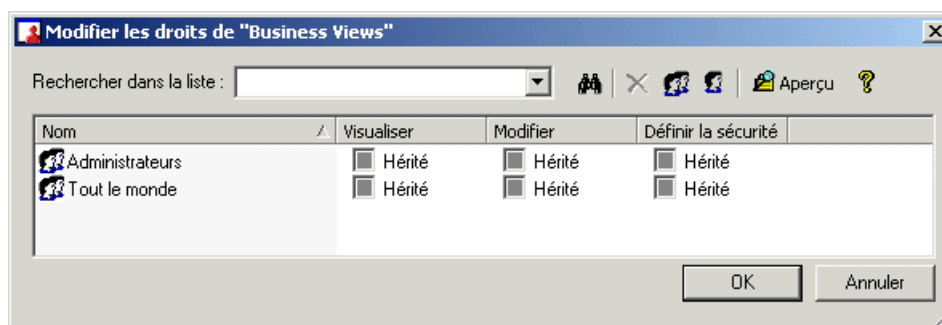 Modifier les droits de "Business Views"
Rechercher dans la liste :
Aperçu
Nom Visualiser Modifier Définir la sécurité
Administrateurs Hérité Hérité Hérité
Tout le monde Hérité Hérité Hérité
OK Annuler